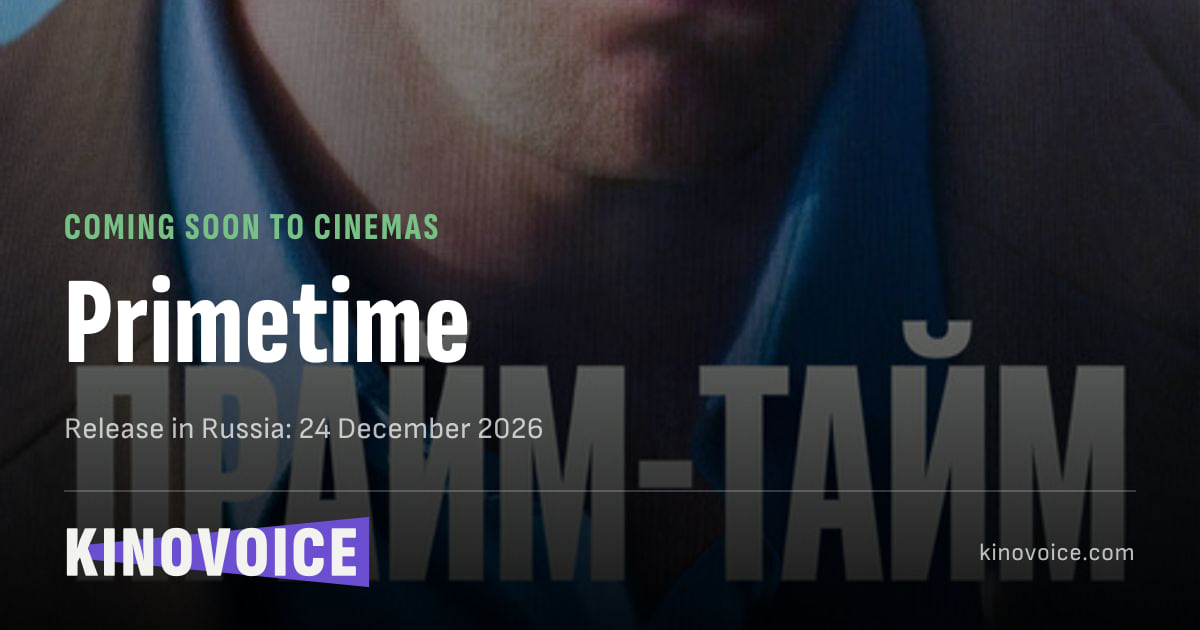 COMING SOON TO CINEMAS
Primetime
ПРАЙМ-ТАЙМ
Release in Russia: 24 December 2026
KINOVOICE
kinovoice.com